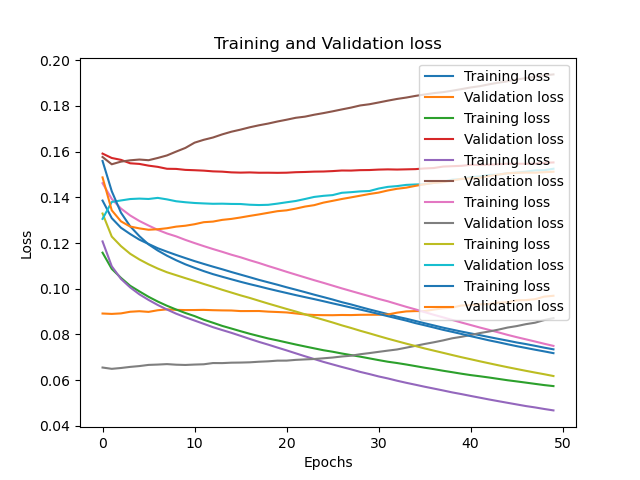 Training and Validation loss
Loss
0.20
0.18
0.16
0.14
0.12
0.10
0.08
0.06
0.04
Training loss
Validation loss
Training loss
Validation loss
Training loss
Validation loss
Training loss
Validation loss
Training loss
Validation loss
Training loss
Validation loss
0
10
20
30
40
50
Epochs